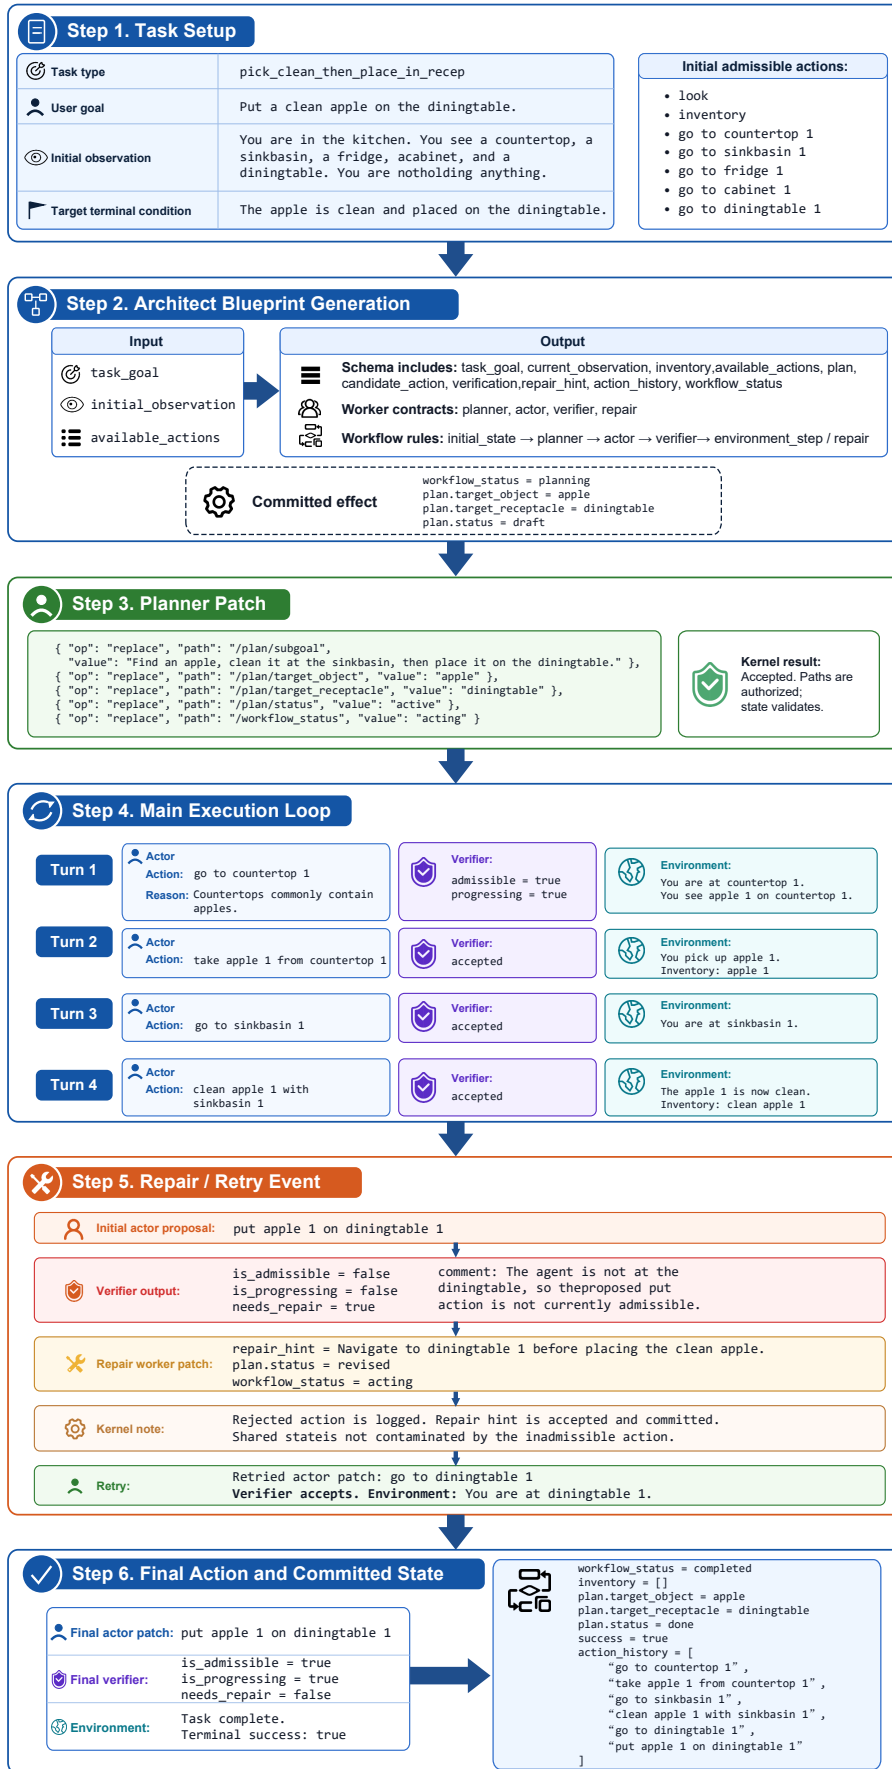 Step 1. Task Setup
Task type
pick_clean_then_place_in_recep
User goal
Put a clean apple on the diningtable.
Initial observation
You are in the kitchen. You see a countertop, a
sinkbasin, a fridge, acabinet, and a
diningtable. You are notholding anything.
Target terminal condition
The apple is clean and placed on the diningtable.
Initial admissible actions:
• look
• inventory
• go to countertop 1
• go to sinkbasin 1
• go to fridge 1
• go to cabinet 1
• go to diningtable 1
Step 2. Architect Blueprint Generation
Input
task_goal
initial_observation
available_actions
Output
Schema includes: task_goal, current_observation, inventory,available_actions, plan,
candidate_action, verification,repair_hint, action_history, workflow_status
Worker contracts: planner, actor, verifier, repair
Workflow rules: initial_state → planner → actor → verifier→ environment_step / repair
Committed effect
workflow_status = planning
plan.target_object = apple
plan.target_receptacle = diningtable
plan.status = draft
Step 3. Planner Patch
{ "op": "replace", "path": "/plan/subgoal",
"value": "Find an apple, clean it at the sinkbasin, then place it on the diningtable." },
{ "op": "replace", "path": "/plan/target_object", "value": "apple" },
{ "op": "replace", "path": "/plan/target_receptacle", "value": "diningtable" },
{ "op": "replace", "path": "/plan/status", "value": "active" },
{ "op": "replace", "path": "/workflow_status", "value": "acting" }
Kernel result:
Accepted. Paths are
authorized;
state validates.
Step 4. Main Execution Loop
Turn 1
Actor
Action: go to countertop 1
Reason: Countertops commonly contain
apples.
Verifier:
admissible = true
progressing = true
Environment:
You are at countertop 1.
You see apple 1 on countertop 1.
Turn 2
Actor
Action: take apple 1 from countertop 1
Verifier:
accepted
Environment:
You pick up apple 1.
Inventory: apple 1
Turn 3
Actor
Action: go to sinkbasin 1
Verifier:
accepted
Environment:
You are at sinkbasin 1.
Turn 4
Actor
Action: clean apple 1 with
sinkbasin 1
Verifier:
accepted
Environment:
The apple 1 is now clean.
Inventory: clean apple 1
Step 5. Repair / Retry Event
Initial actor proposal: put apple 1 on diningtable 1
Verifier output:
is_admissible = false
is_progressing = false
needs_repair = true
comment: The agent is not at the
diningtable, so theproposed put
action is not currently admissible.
Repair worker patch:
repair_hint = Navigate to diningtable 1 before placing the clean apple.
plan.status = revised
workflow_status = acting
Kernel note:
Rejected action is logged. Repair hint is accepted and committed.
Shared stateis not contaminated by the inadmissible action.
Retry:
Retried actor patch: go to diningtable 1
Verifier accepts. Environment: You are at diningtable 1.
Step 6. Final Action and Committed State
Final actor patch: put apple 1 on diningtable 1
Final verifier:
is_admissible = true
is_progressing = true
needs_repair = false
Environment:
Task complete.
Terminal success: true
workflow_status = completed
inventory = []
plan.target_object = apple
plan.target_receptacle = diningtable
plan.status = done
success = true
action_history = [
“go to countertop 1”,
“take apple 1 from countertop 1”,
“go to sinkbasin 1”,
“clean apple 1 with sinkbasin 1”,
“go to diningtable 1”,
“put apple 1 on diningtable 1”
]